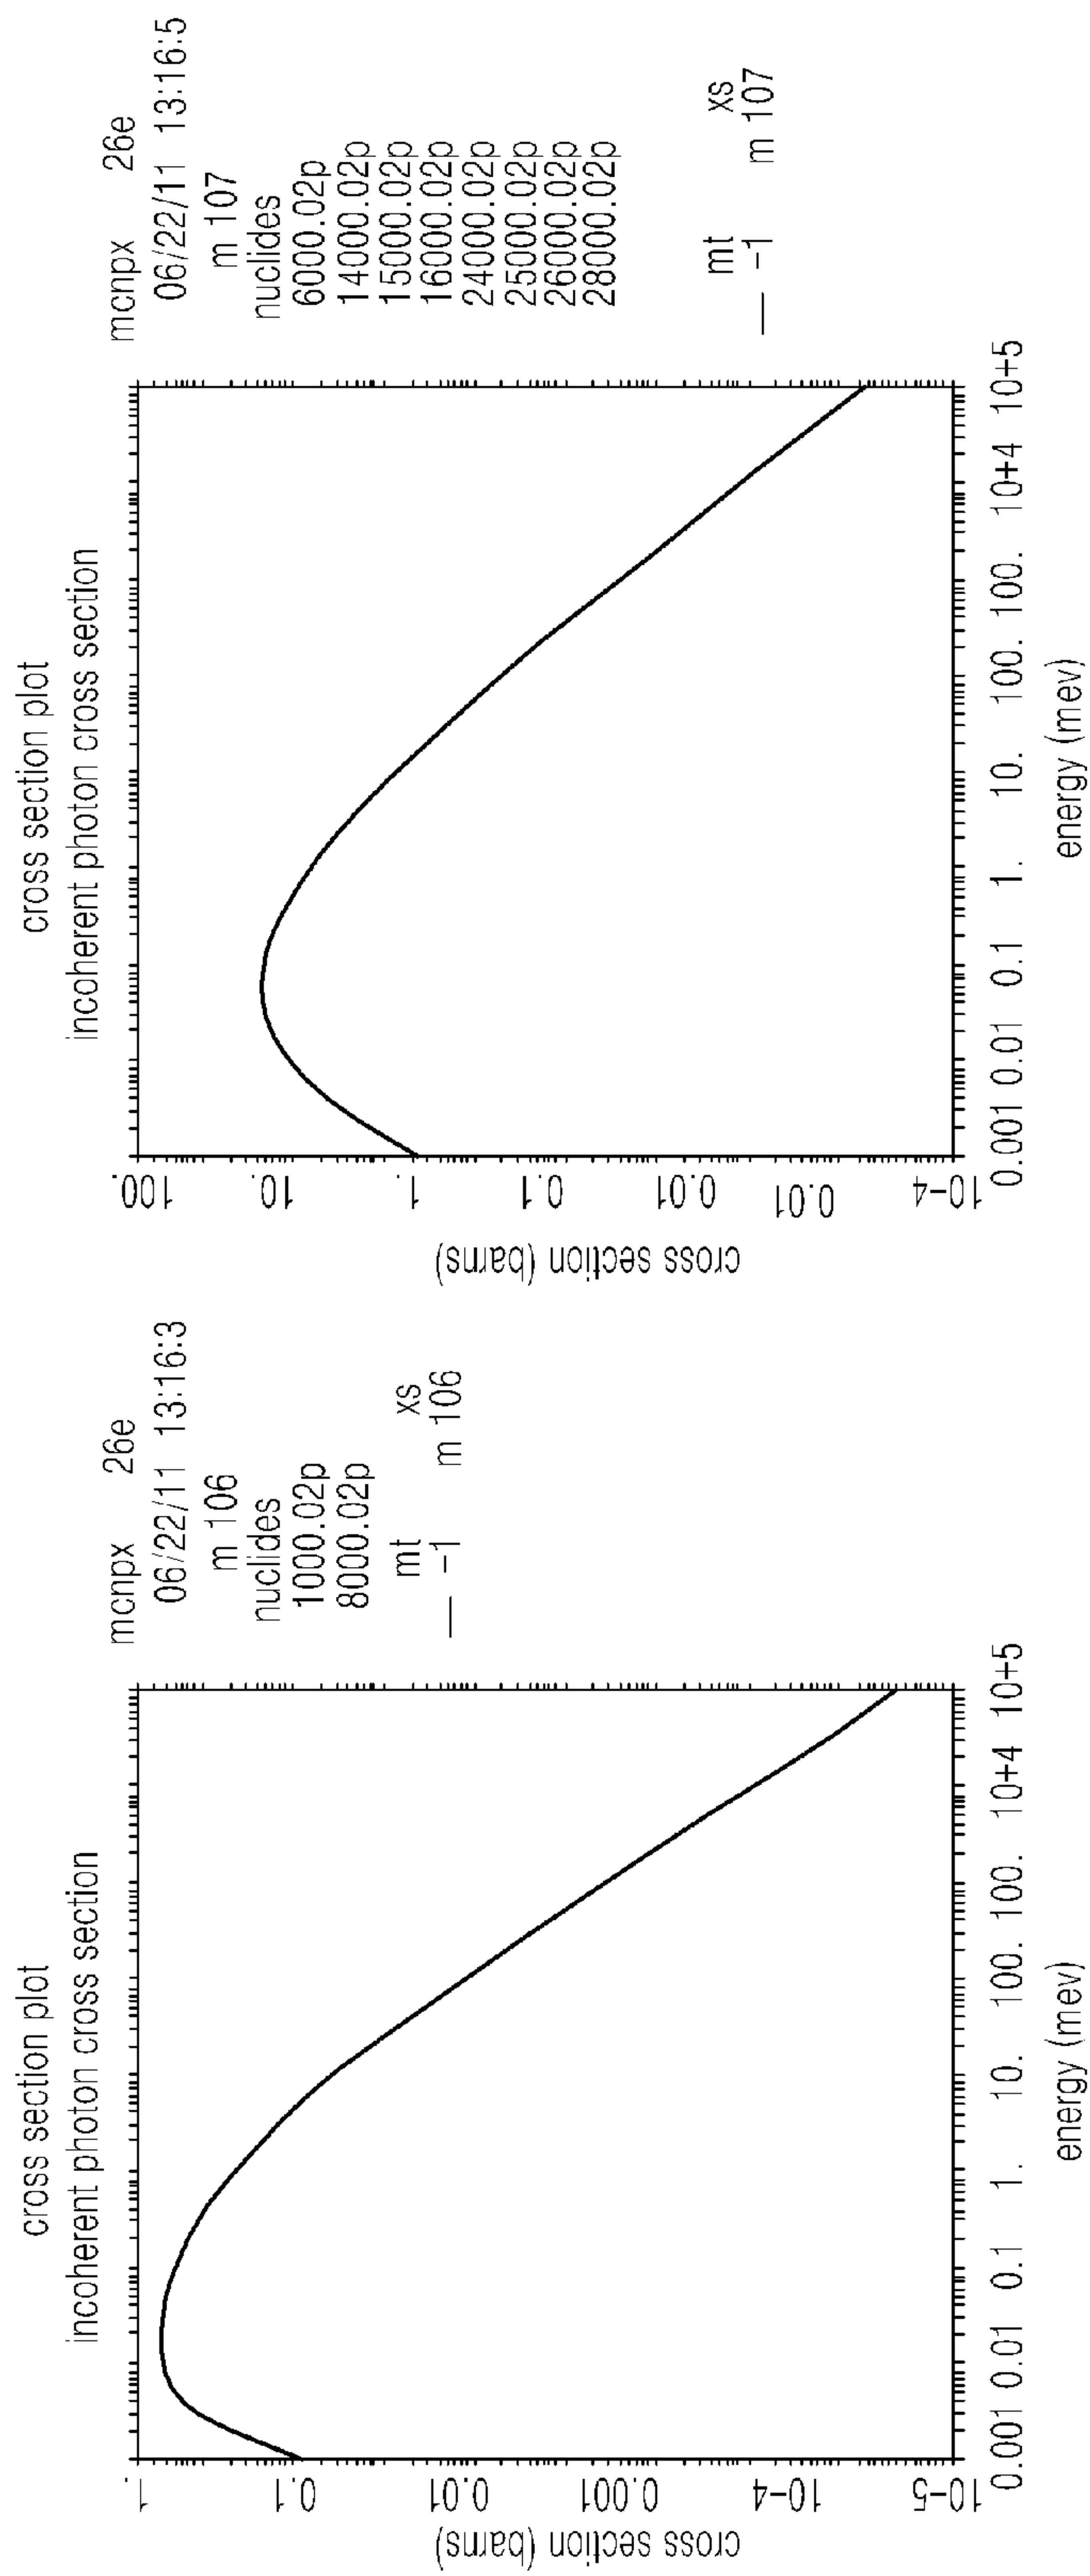 cross section plot
incoherent photon cross section
cross section (barns)
1.
0.1
0.01
0.001
10-4
10-5
0.001 0.01 0.1 1. 10. 100. 100. 10+4 10+5
energy (mev)
mcnpx 26e
06/22/11 13:16:3
m 106
nuclides
1000.02p
8000.02p
mt xs
-1 m 106
cross section plot
incoherent photon cross section
cross section (barns)
100.
10.
1.
0.1
0.01
0.01
10-4
0.001 0.01 0.1 1. 10. 100. 100. 10+4 10+5
energy (mev)
mcnpx 26e
06/22/11 13:16:5
m 107
nuclides
6000.02p
14000.02p
15000.02p
16000.02p
24000.02p
25000.02p
26000.02p
28000.02p
mt xs
-1 m 107